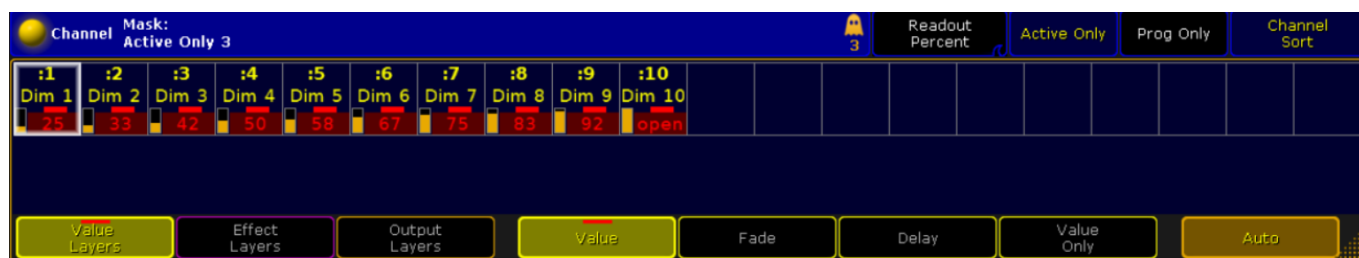 Channel Mask:
Active Only 3
3
Readout
Percent
Active Only
Prog Only
Channel
Sort
:1 :2 :3 :4 :5 :6 :7 :8 :9 :10
Dim 1 Dim 2 Dim 3 Dim 4 Dim 5 Dim 6 Dim 7 Dim 8 Dim 9 Dim 10
25 33 42 50 58 67 75 83 92 open
Value
Layers
Effect
Layers
Output
Layers
Value
Fade
Delay
Value
Only
Auto